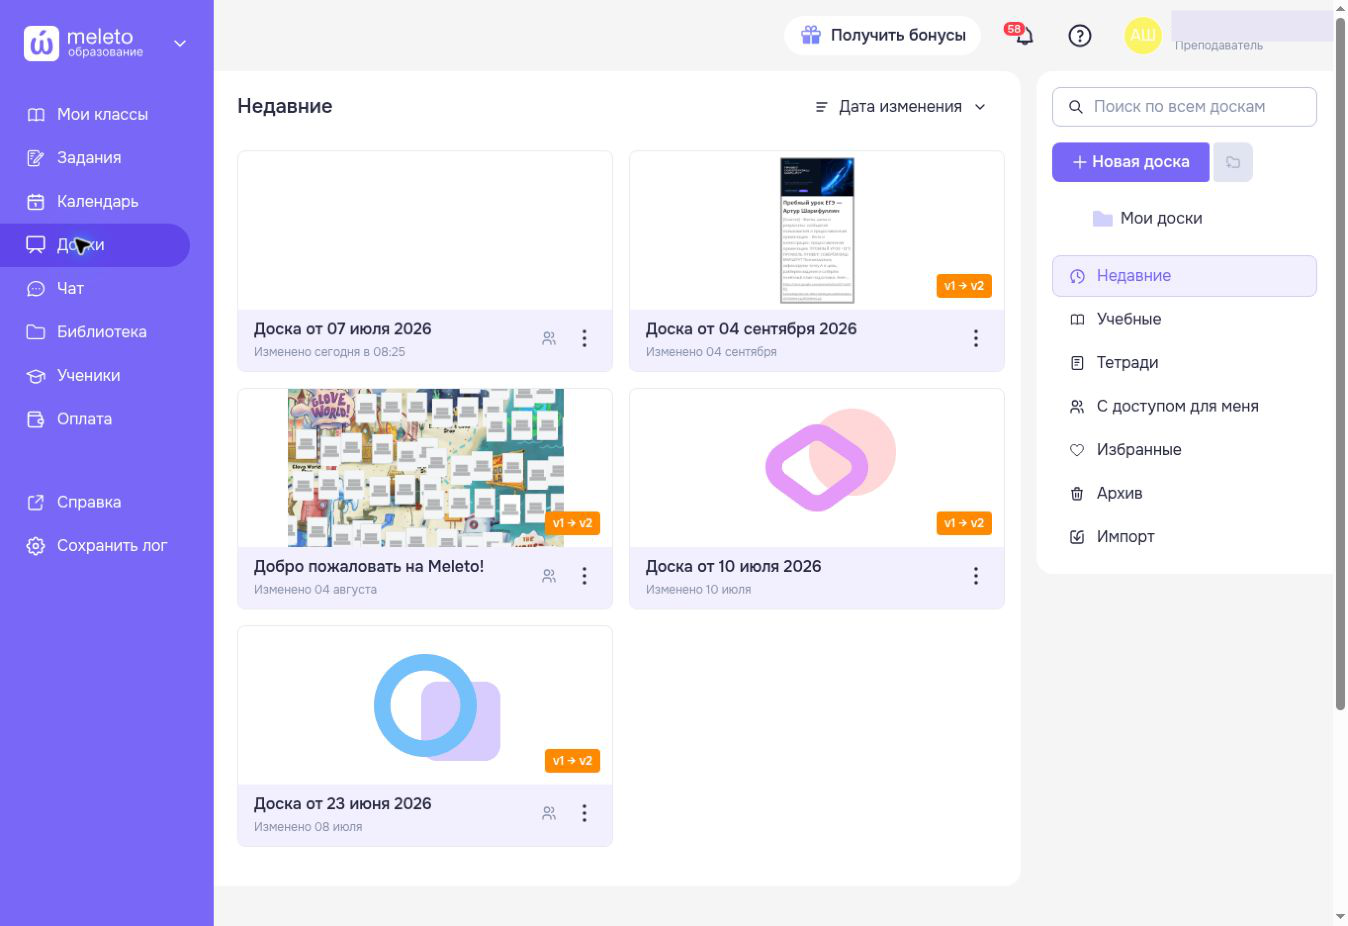 meleto
образование
Мои классы
Задания
Календарь
Чат
Библиотека
Ученики
Оплата
Справка
Сохранить лог
Получить бонусы
58
АШ
Преподаватель
Недавние
Дата изменения
Пробный урок ЕГЭ —
Артур Шарифуллин
v1 → v2
Доска от 07 июля 2026
Изменено сегодня в 08:25
Доска от 04 сентября 2026
Изменено 04 сентября
GLOVE
WORLD!
v1 → v2
v1 → v2
Добро пожаловать на Meleto!
Изменено 04 августа
Доска от 10 июля 2026
Изменено 10 июля
v1 → v2
Доска от 23 июня 2026
Изменено 08 июля
Поиск по всем доскам
+ Новая доска
Мои доски
Недавние
Учебные
Тетради
С доступом для меня
Избранные
Архив
Импорт